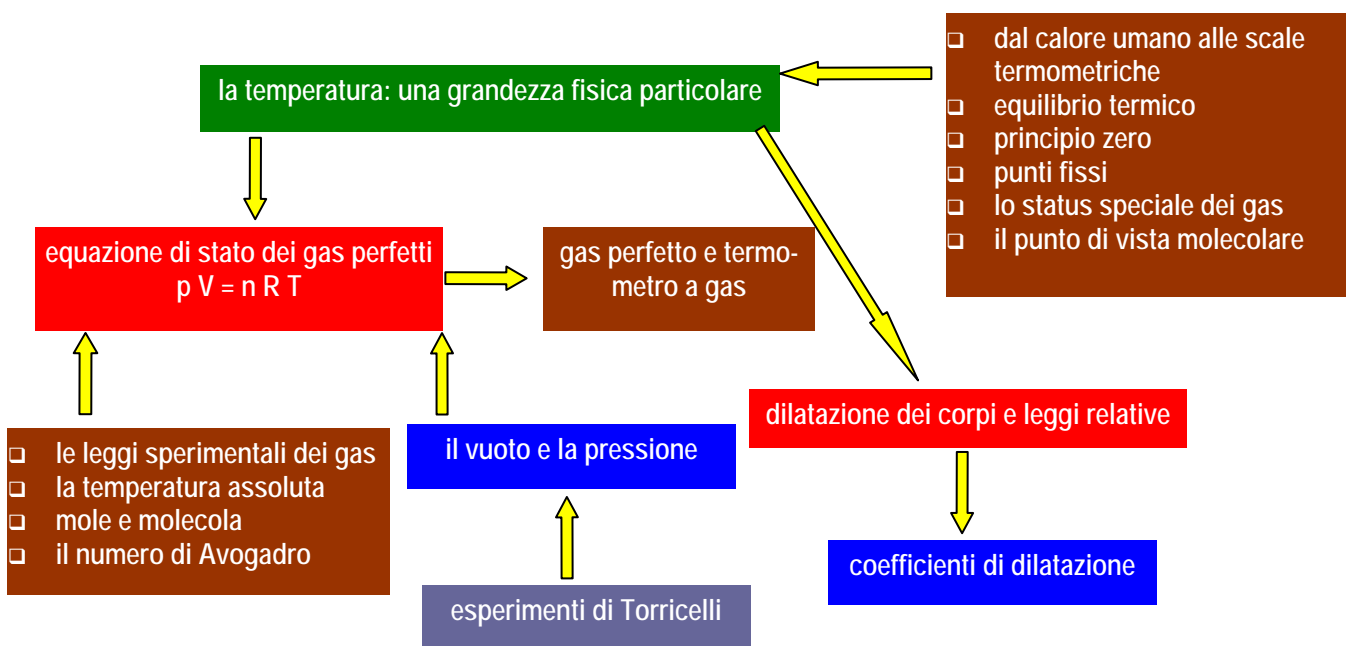 dal calore umano alle scale
termometriche
equilibrio termico
principio zero
punti fissi
lo status speciale dei gas
il punto di vista molecolare
la temperatura: una grandezza fisica particolare
equazione di stato dei gas perfetti
p V = n R T
gas perfetto e termo-
metro a gas
dilatazione dei corpi e leggi relative
le leggi sperimentali dei gas
la temperatura assoluta
mole e molecola
il numero di Avogadro
il vuoto e la pressione
coefficienti di dilatazione
esperimenti di Torricelli